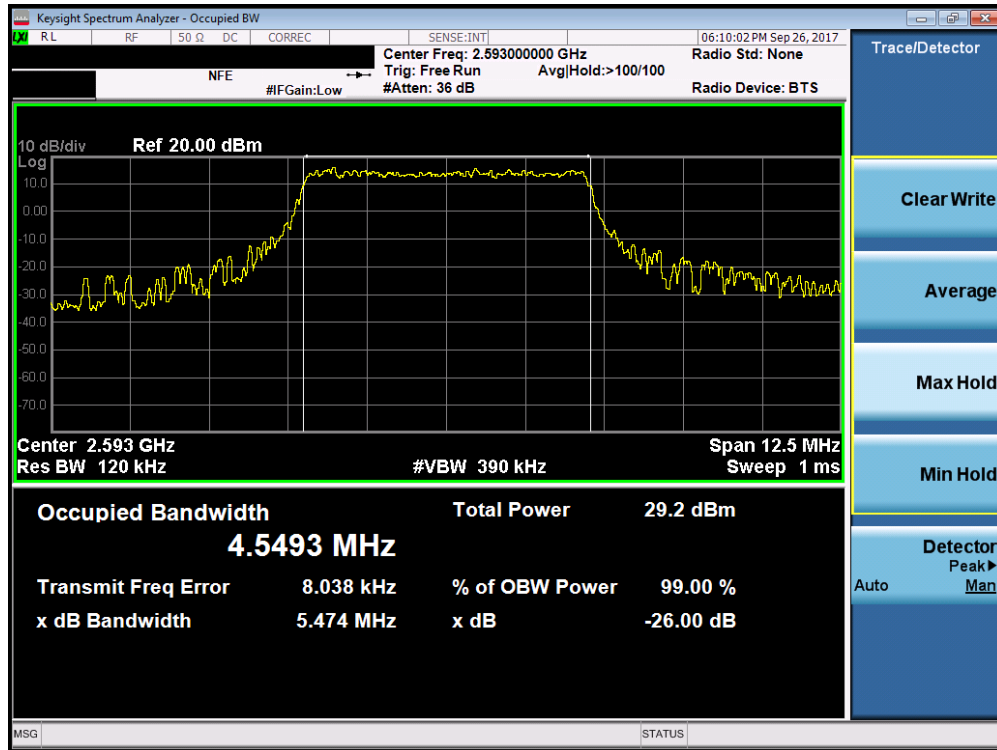 Keysight Spectrum Analyzer - Occupied BW
LXI RL RF 50 Ω DC CORREC SENSE:INT 06:10:02 PM Sep 26, 2017
Center Freq: 2.593000000 GHz Radio Std: None
NFE Trig: Free Run Avg|Hold:>100/100
#IFGain:Low #Atten: 36 dB Radio Device: BTS
Trace/Detector
10 dB/div Ref 20.00 dBm
Log
10.0
0.00
-10.0
-20.0
-30.0
-40.0
-50.0
-60.0
-70.0
Center 2.593 GHz Span 12.5 MHz
Res BW 120 kHz #VBW 390 kHz Sweep 1 ms
Occupied Bandwidth Total Power 29.2 dBm
4.5493 MHz
Transmit Freq Error 8.038 kHz % of OBW Power 99.00 %
x dB Bandwidth 5.474 MHz x dB -26.00 dB
Clear Write
Average
Max Hold
Min Hold
Detector
Peak▶
Auto Man
MSG STATUS